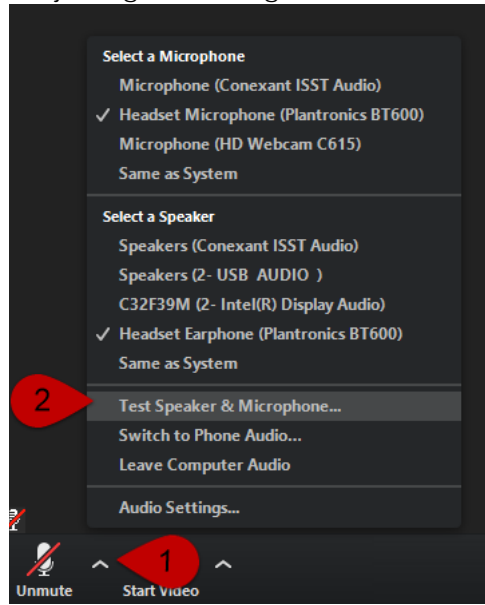 Select a Microphone
Microphone (Conexant ISST Audio)
✓ Headset Microphone (Plantronics BT600)
Microphone (HD Webcam C615)
Same as System
Select a Speaker
Speakers (Conexant ISST Audio)
Speakers (2- USB AUDIO )
C32F39M (2- Intel(R) Display Audio)
✓ Headset Earphone (Plantronics BT600)
Same as System
2
Test Speaker & Microphone...
Switch to Phone Audio...
Leave Computer Audio
Audio Settings...
1
Unmute
Start Video